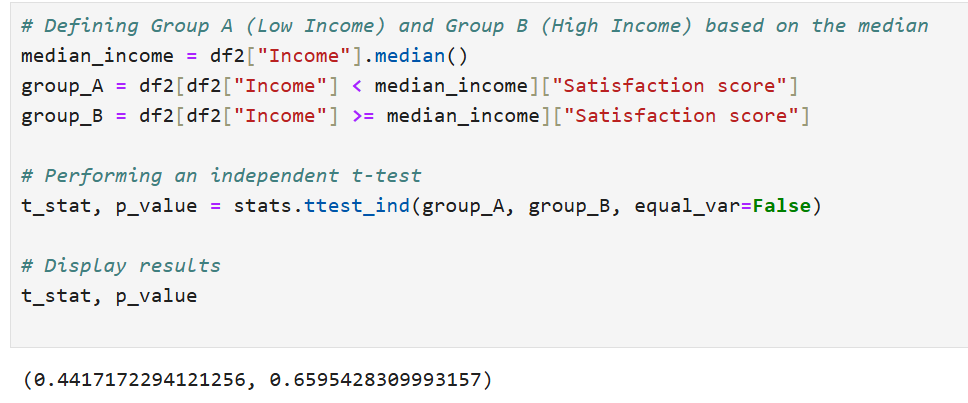 # Defining Group A (Low Income) and Group B (High Income) based on the median
median_income = df2["Income"].median()
group_A = df2[df2["Income"] < median_income]["Satisfaction score"]
group_B = df2[df2["Income"] >= median_income]["Satisfaction score"]
# Performing an independent t-test
t_stat, p_value = stats.ttest_ind(group_A, group_B, equal_var=False)
# Display results
t_stat, p_value
(0.4417172294121256, 0.6595428309993157)